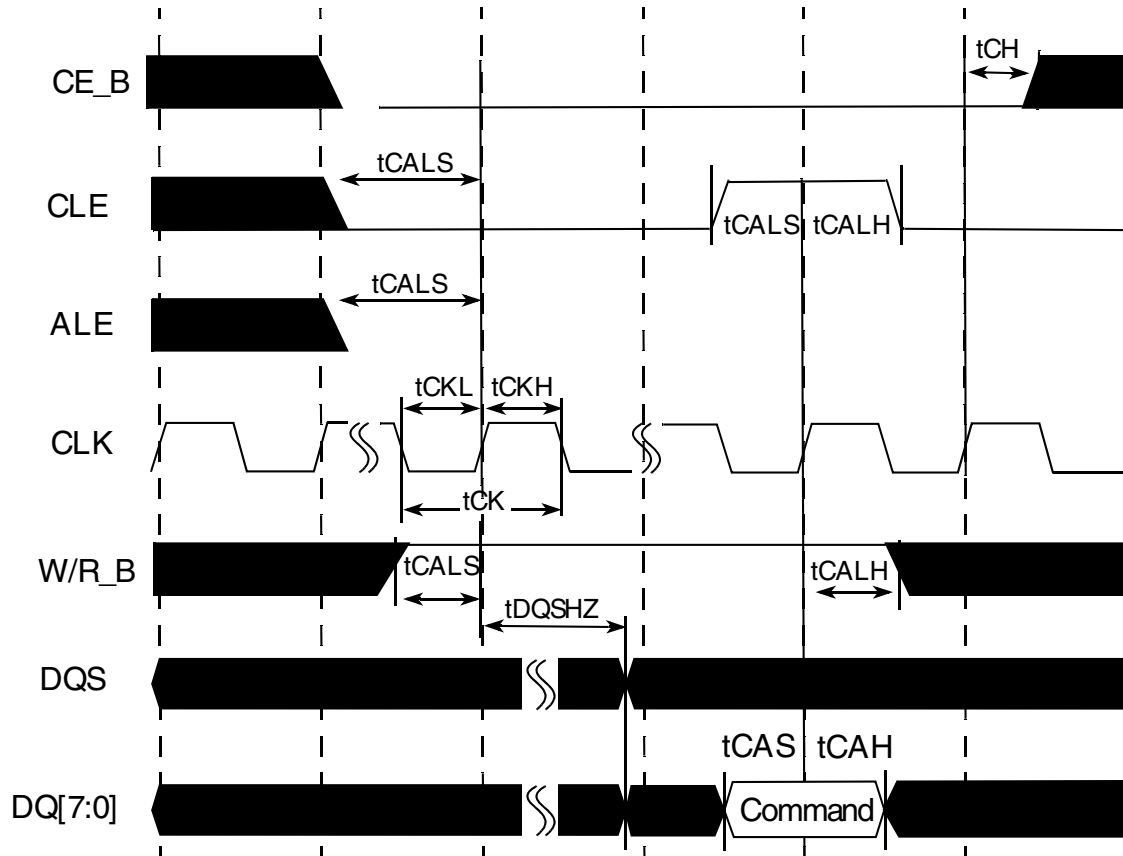 tCH
CE_B
tCALS
CLE
tCALS tCALH
tCALS
ALE
tCKL tCKH
CLK
tCK
W/R_B
tCALS
tCALH
tDQSHZ
DQS
tCAS tCAH
DQ[7:0]
Command